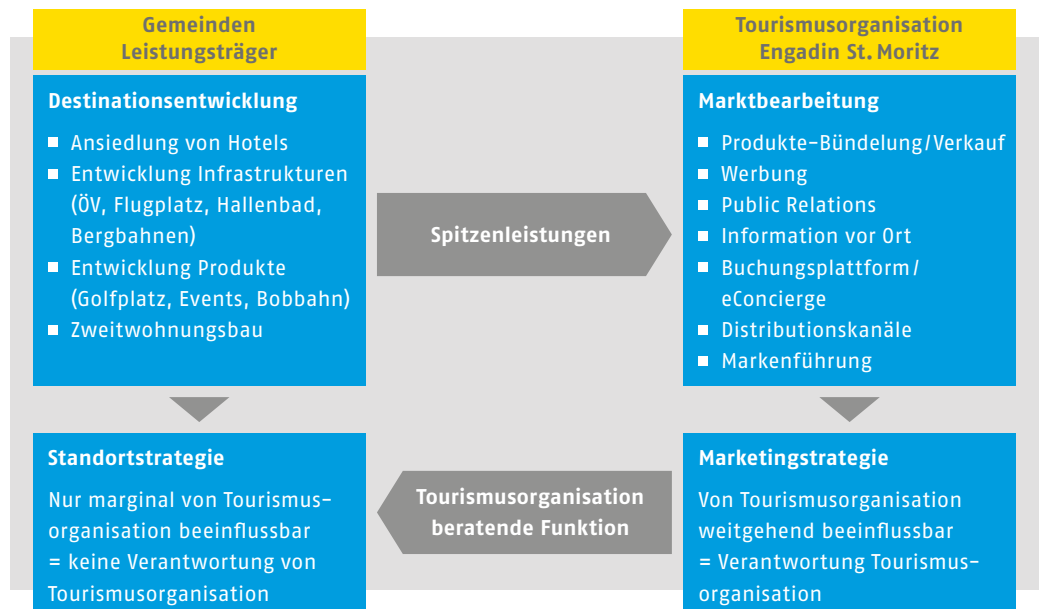 Gemeinden
Leistungsträger
Destinationsentwicklung
Ansiedlung von Hotels
Entwicklung Infrastrukturen
(ÖV, Flugplatz, Hallenbad,
Bergbahnen)
Entwicklung Produkte
(Golfplatz, Events, Bobbahn)
Zweitwohnungsbau
Spitzenleistungen
Tourismusorganisation
Engadin St. Moritz
Marktbearbeitung
Produkte-Bündelung/Verkauf
Werbung
Public Relations
Information vor Ort
Buchungsplattform/
eConcierge
Distributionskanäle
Markenführung
Standortstrategie
Nur marginal von Tourismus-
organisation beeinflussbar
= keine Verantwortung von
Tourismusorganisation
Tourismusorganisation
beratende Funktion
Marketingstrategie
Von Tourismusorganisation
weitgehend beeinflussbar
= Verantwortung Tourismus-
organisation